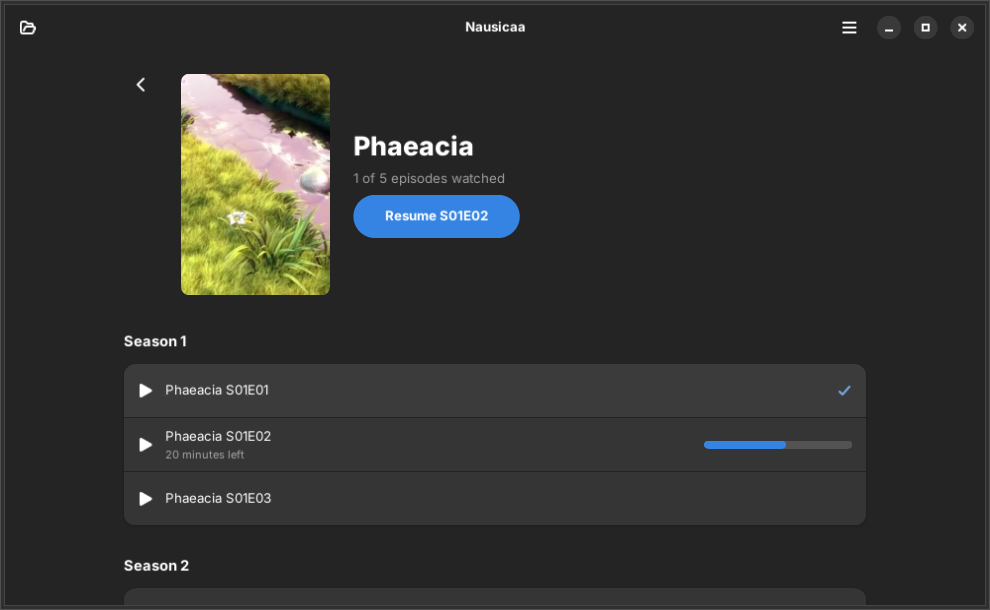 Nausicaa
Phaeacia
1 of 5 episodes watched
Resume S01E02
Season 1
Phaeacia S01E01
Phaeacia S01E02
20 minutes left
Phaeacia S01E03
Season 2